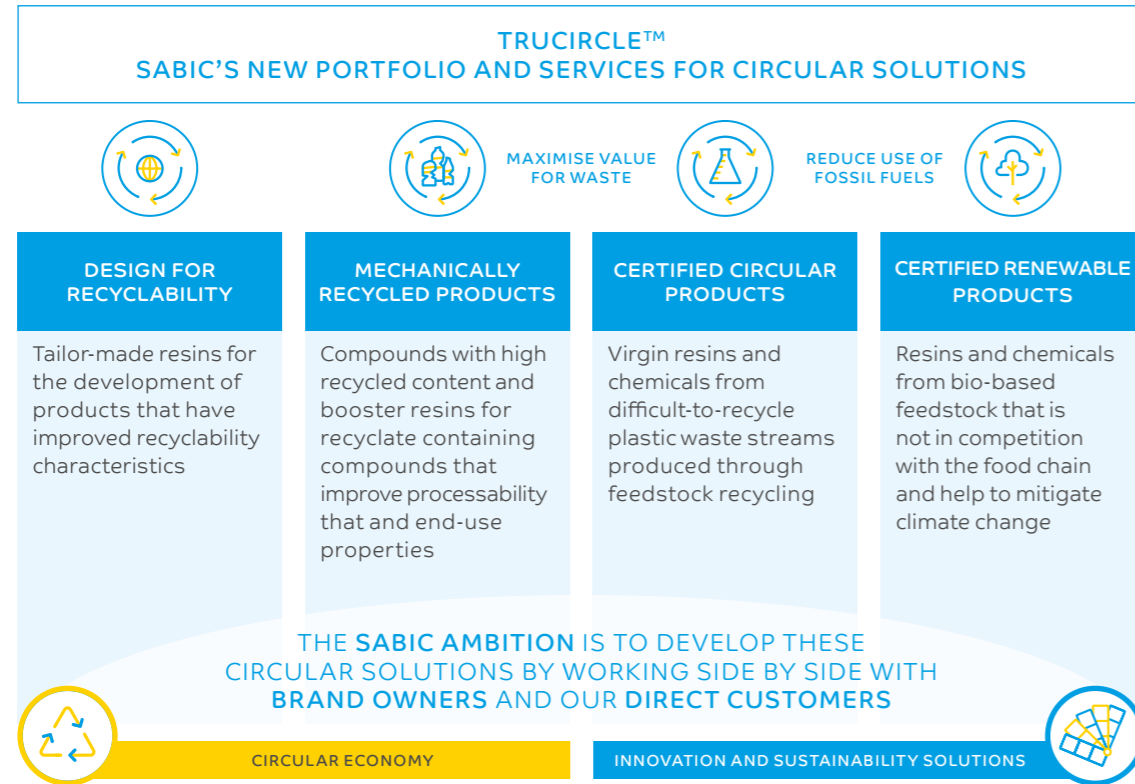 TRUCIRCLE™
SABIC'S NEW PORTFOLIO AND SERVICES FOR CIRCULAR SOLUTIONS
MAXIMISE VALUE
FOR WASTE
REDUCE USE OF
FOSSIL FUELS
DESIGN FOR
RECYCLABILITY
Tailor-made resins for
the development of
products that have
improved recyclability
characteristics
MECHANICALLY
RECYCLED PRODUCTS
Compounds with high
recycled content and
booster resins for
recyclate containing
compounds that
improve processability
that and end-use
properties
CERTIFIED CIRCULAR
PRODUCTS
Virgin resins and
chemicals from
difficult-to-recycle
plastic waste streams
produced through
feedstock recycling
CERTIFIED RENEWABLE
PRODUCTS
Resins and chemicals
from bio-based
feedstock that is
not in competition
with the food chain
and help to mitigate
climate change
THE SABIC AMBITION IS TO DEVELOP THESE
CIRCULAR SOLUTIONS BY WORKING SIDE BY SIDE WITH
BRAND OWNERS AND OUR DIRECT CUSTOMERS
CIRCULAR ECONOMY
INNOVATION AND SUSTAINABILITY SOLUTIONS